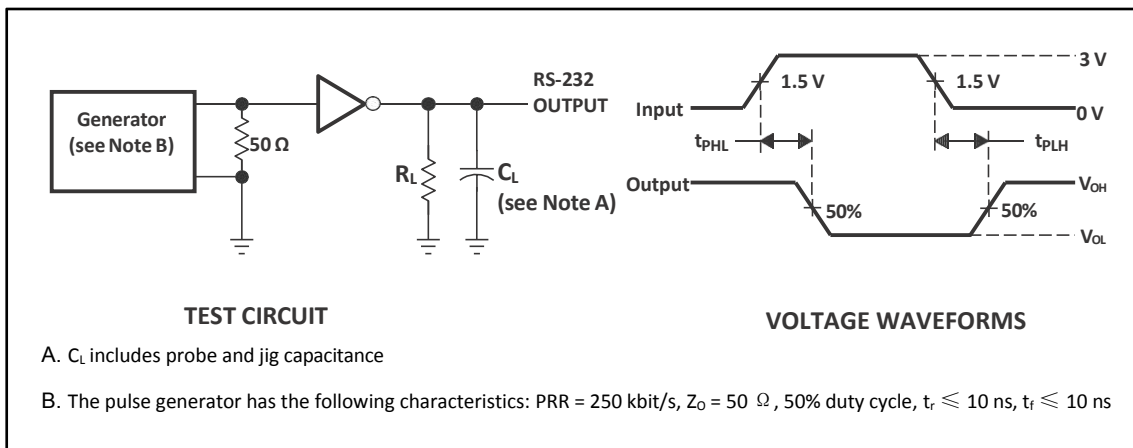 Generator
(see Note B)
50 Ω
RS-232
OUTPUT
R_L
C_L
(see Note A)
TEST CIRCUIT
3 V
1.5 V
1.5 V
Input
0 V
t_PHL
t_PLH
Output
V_OH
50%
50%
V_OL
VOLTAGE WAVEFORMS
A. C_L includes probe and jig capacitance
B. The pulse generator has the following characteristics: PRR = 250 kbit/s, Z_O = 50 Ω, 50% duty cycle, t_r ≤ 10 ns, t_f ≤ 10 ns